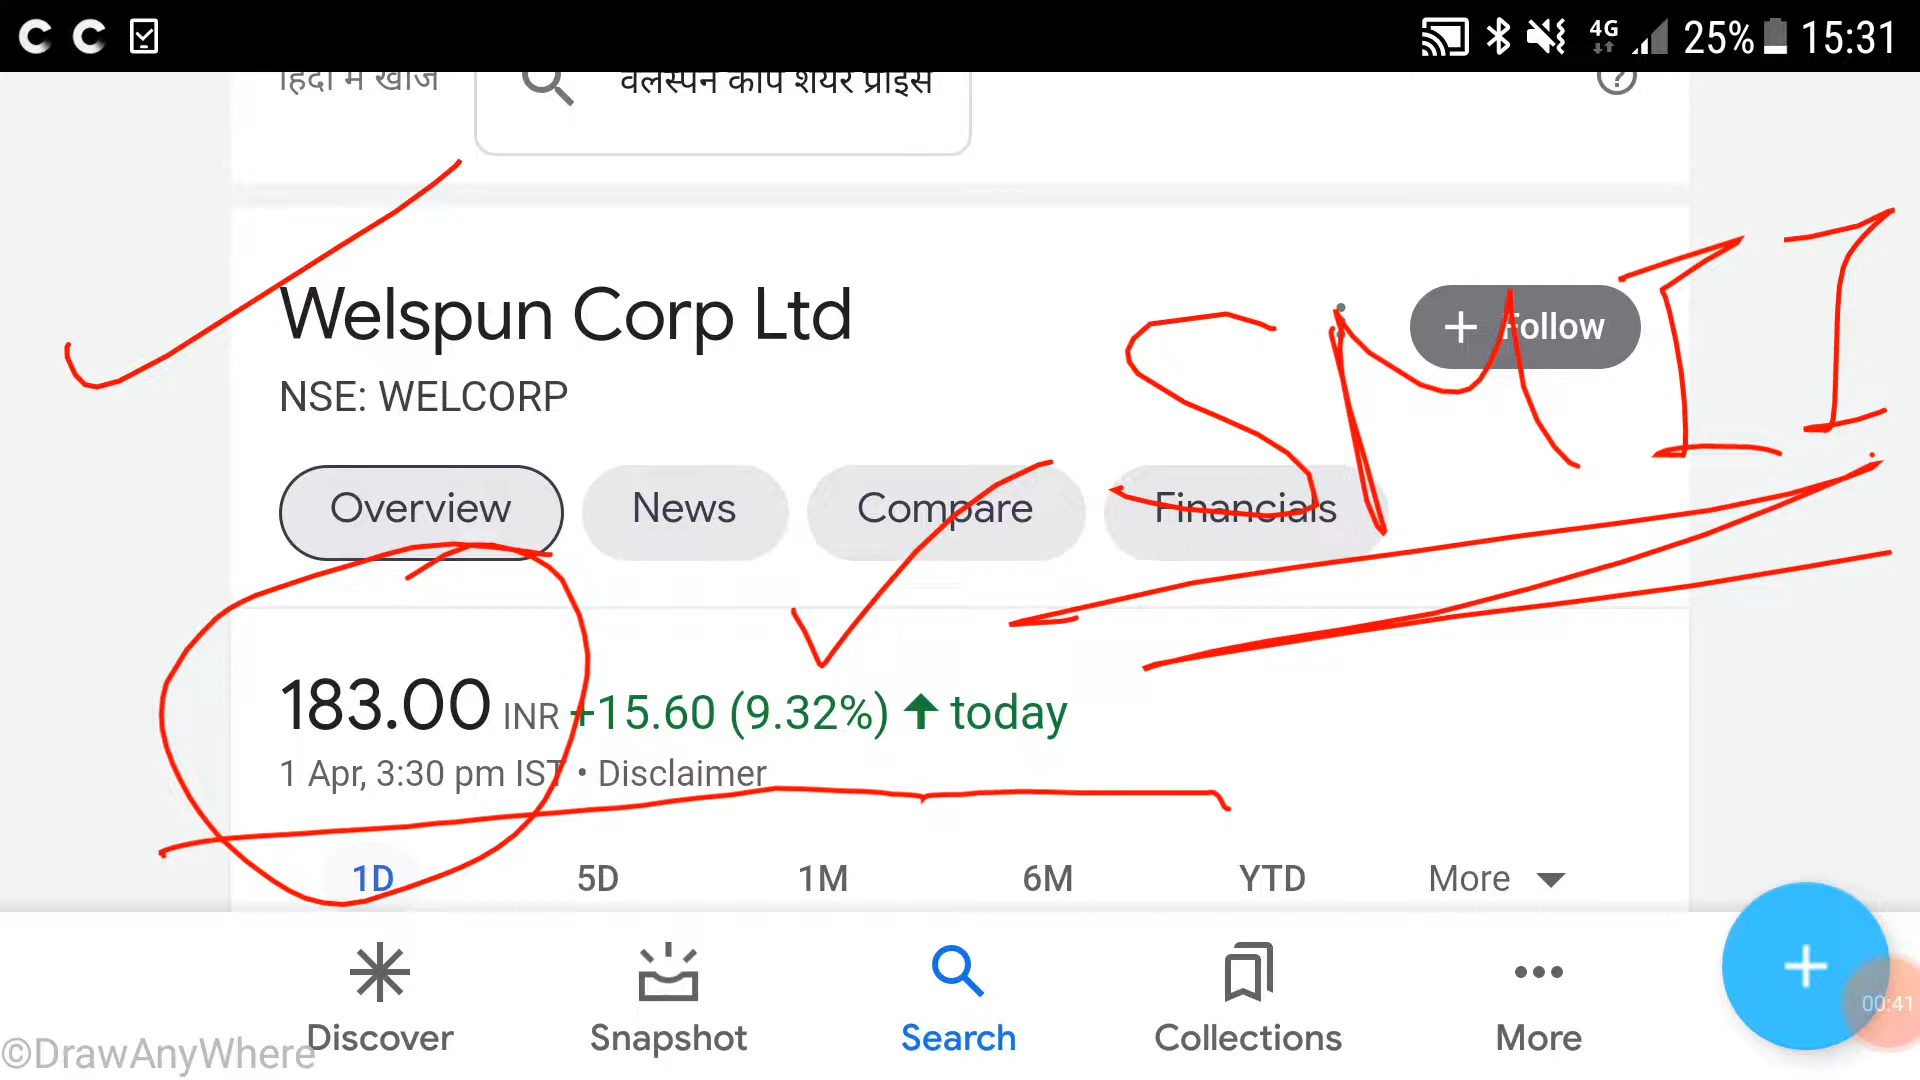 4G 25% 15:31
हिंदी में खोजें वेलस्पन कॉर्प शेयर प्राइस
Welspun Corp Ltd
+ Follow
SMII
NSE: WELCORP
Overview News Compare Financials
183.00 INR +15.60 (9.32%) ↑ today
1 Apr, 3:30 pm IST • Disclaimer
1D 5D 1M 6M YTD More
00:41
Discover Snapshot Search Collections More
©DrawAnyWhere